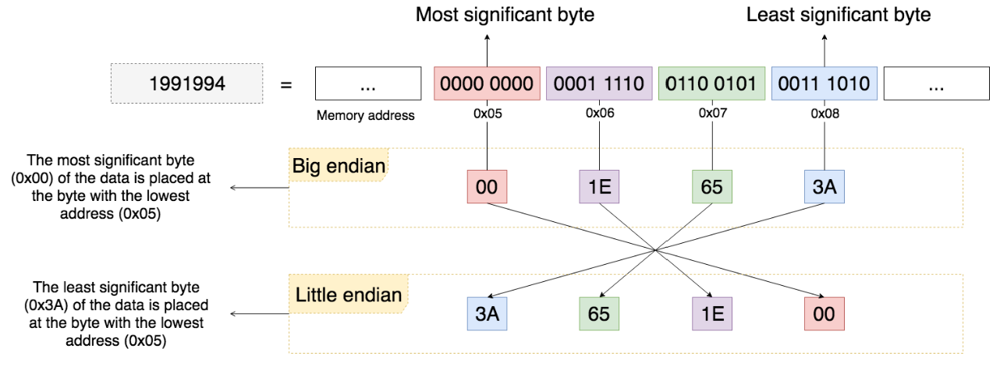 Most significant byte
Least significant byte
1991994
=
...
0000 0000
0001 1110
0110 0101
0011 1010
...
Memory address
0x05
0x06
0x07
0x08
The most significant byte
(0x00) of the data is placed at
the byte with the lowest
address (0x05)
Big endian
00
1E
65
3A
The least significant byte
(0x3A) of the data is placed
at the byte with the lowest
address (0x05)
Little endian
3A
65
1E
00